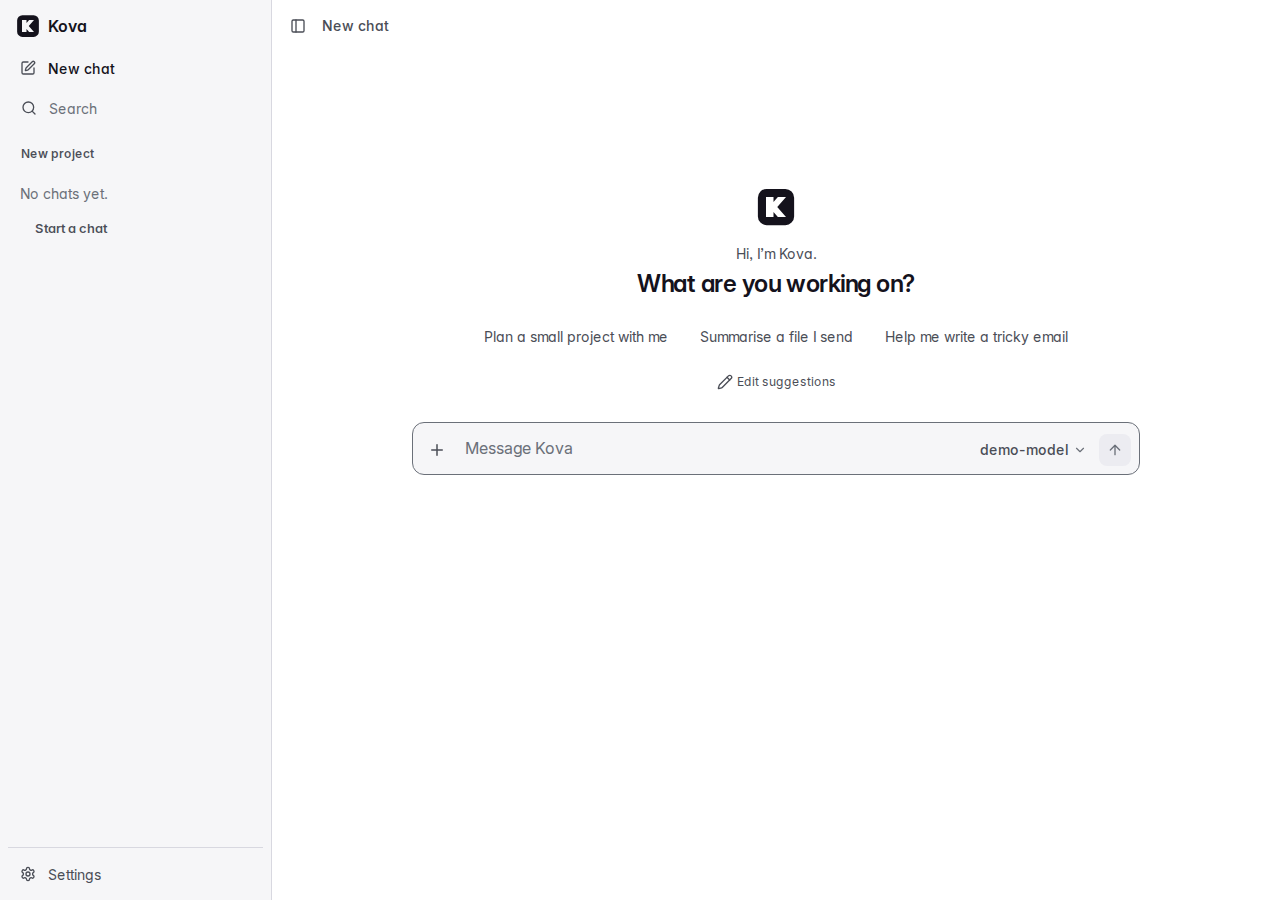 Kova
New chat
Search
New project
No chats yet.
Start a chat
Settings
New chat
Hi, I’m Kova.
What are you working on?
Plan a small project with me
Summarise a file I send
Help me write a tricky email
Edit suggestions
Message Kova
demo-model